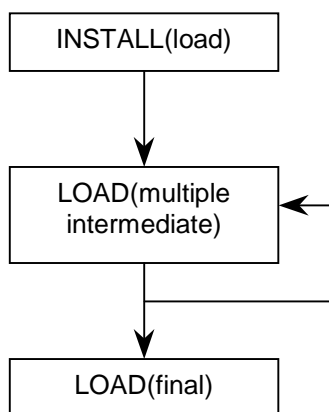 INSTALL(load)
LOAD(multiple
intermediate)
LOAD(final)